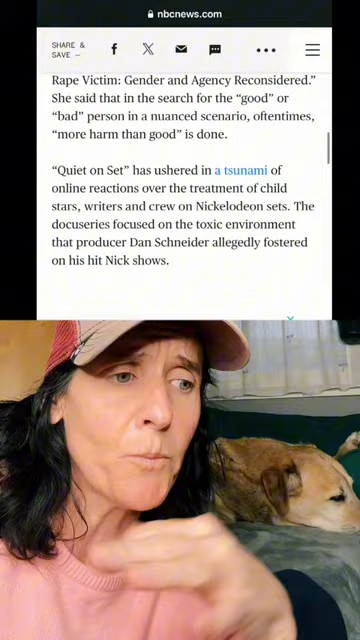 nbcnews.com
SHARE &
SAVE —
Rape Victim: Gender and Agency Reconsidered.”
She said that in the search for the “good” or
“bad” person in a nuanced scenario, oftentimes,
“more harm than good” is done.
“Quiet on Set” has ushered in a tsunami of
online reactions over the treatment of child
stars, writers and crew on Nickelodeon sets. The
docuseries focused on the toxic environment
that producer Dan Schneider allegedly fostered
on his hit Nick shows.